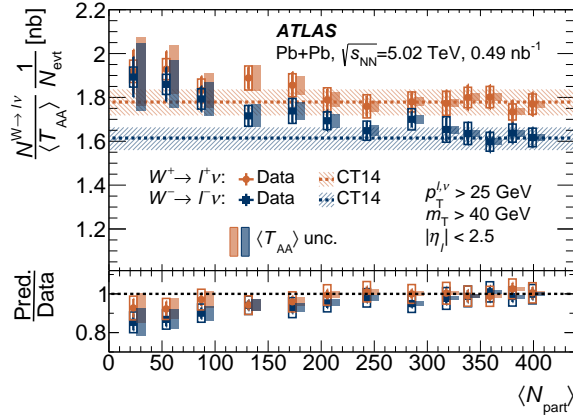 ATLAS
Pb+Pb, √sNN=5.02 TeV, 0.49 nb⁻¹
N^{W→lν} / ⟨T_AA⟩ 1 / N_evt [nb]
2.2
2
1.8
1.6
1.4
1.2
W⁺→ l⁺ν: Data CT14
W⁻→ l⁻ν: Data CT14
⟨T_AA⟩ unc.
p_T^{l,ν} > 25 GeV
m_T > 40 GeV
|η_l| < 2.5
Pred.
Data
1
0.8
0 50 100 150 200 250 300 350 400
⟨N_part⟩